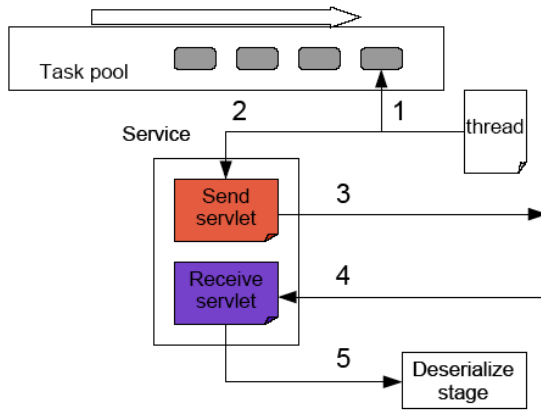 Task pool
2
1
thread
Service
Send
servlet
3
Receive
servlet
4
5
Deserialize
stage